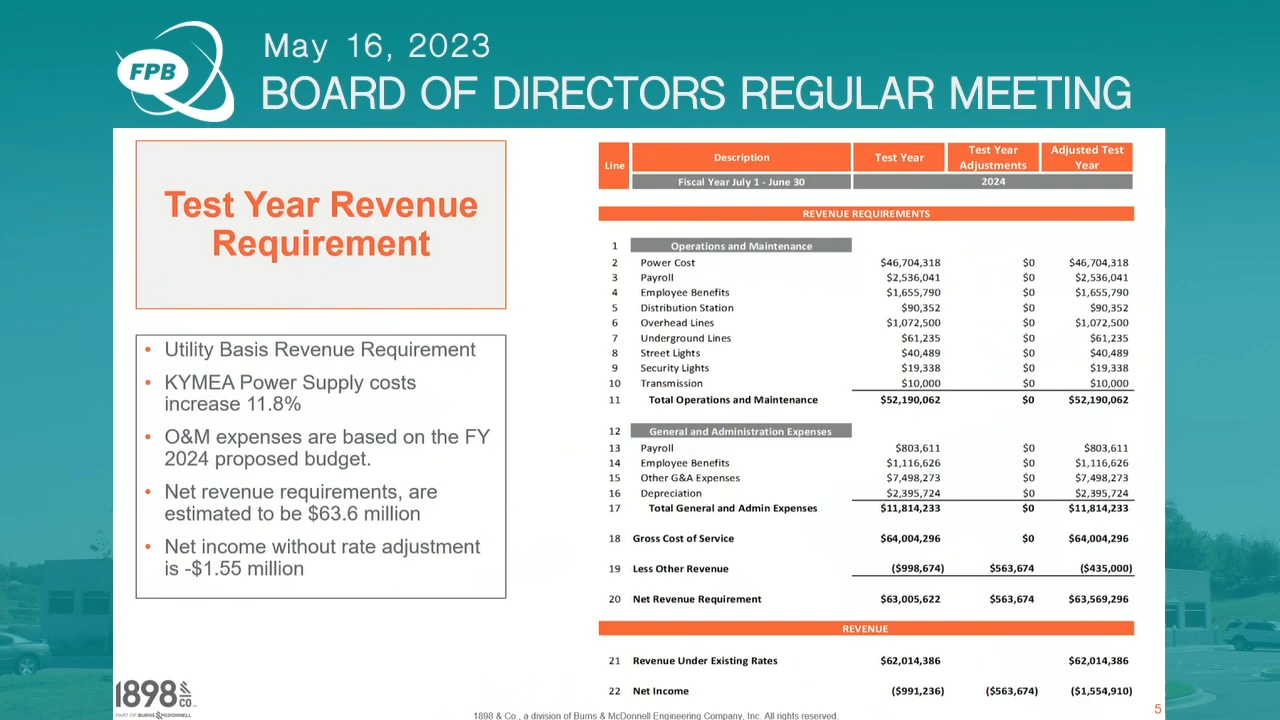 FPB
May 16, 2023
BOARD OF DIRECTORS REGULAR MEETING
Test Year Revenue
Requirement
• Utility Basis Revenue Requirement
• KYMEA Power Supply costs
increase 11.8%
• O&M expenses are based on the FY
2024 proposed budget.
• Net revenue requirements, are
estimated to be $63.6 million
• Net income without rate adjustment
is -$1.55 million
Line Description Test Year Test Year Adjustments Adjusted Test Year
Fiscal Year July 1 - June 30 2024
REVENUE REQUIREMENTS
1 Operations and Maintenance
2 Power Cost $46,704,318 $0 $46,704,318
3 Payroll $2,536,041 $0 $2,536,041
4 Employee Benefits $1,655,790 $0 $1,655,790
5 Distribution Station $90,352 $0 $90,352
6 Overhead Lines $1,072,500 $0 $1,072,500
7 Underground Lines $61,235 $0 $61,235
8 Street Lights $40,489 $0 $40,489
9 Security Lights $19,338 $0 $19,338
10 Transmission $10,000 $0 $10,000
11 Total Operations and Maintenance $52,190,062 $0 $52,190,062
12 General and Administration Expenses
13 Payroll $803,611 $0 $803,611
14 Employee Benefits $1,116,626 $0 $1,116,626
15 Other G&A Expenses $7,498,273 $0 $7,498,273
16 Depreciation $2,395,724 $0 $2,395,724
17 Total General and Admin Expenses $11,814,233 $0 $11,814,233
18 Gross Cost of Service $64,004,296 $0 $64,004,296
19 Less Other Revenue ($998,674) $563,674 ($435,000)
20 Net Revenue Requirement $63,005,622 $563,674 $63,569,296
REVENUE
21 Revenue Under Existing Rates $62,014,386 $62,014,386
22 Net Income ($991,236) ($563,674) ($1,554,910)
1898 & CO
PART OF BURNS & McDONNELL
1898 & Co., a division of Burns & McDonnell Engineering Company, Inc. All rights reserved.
5